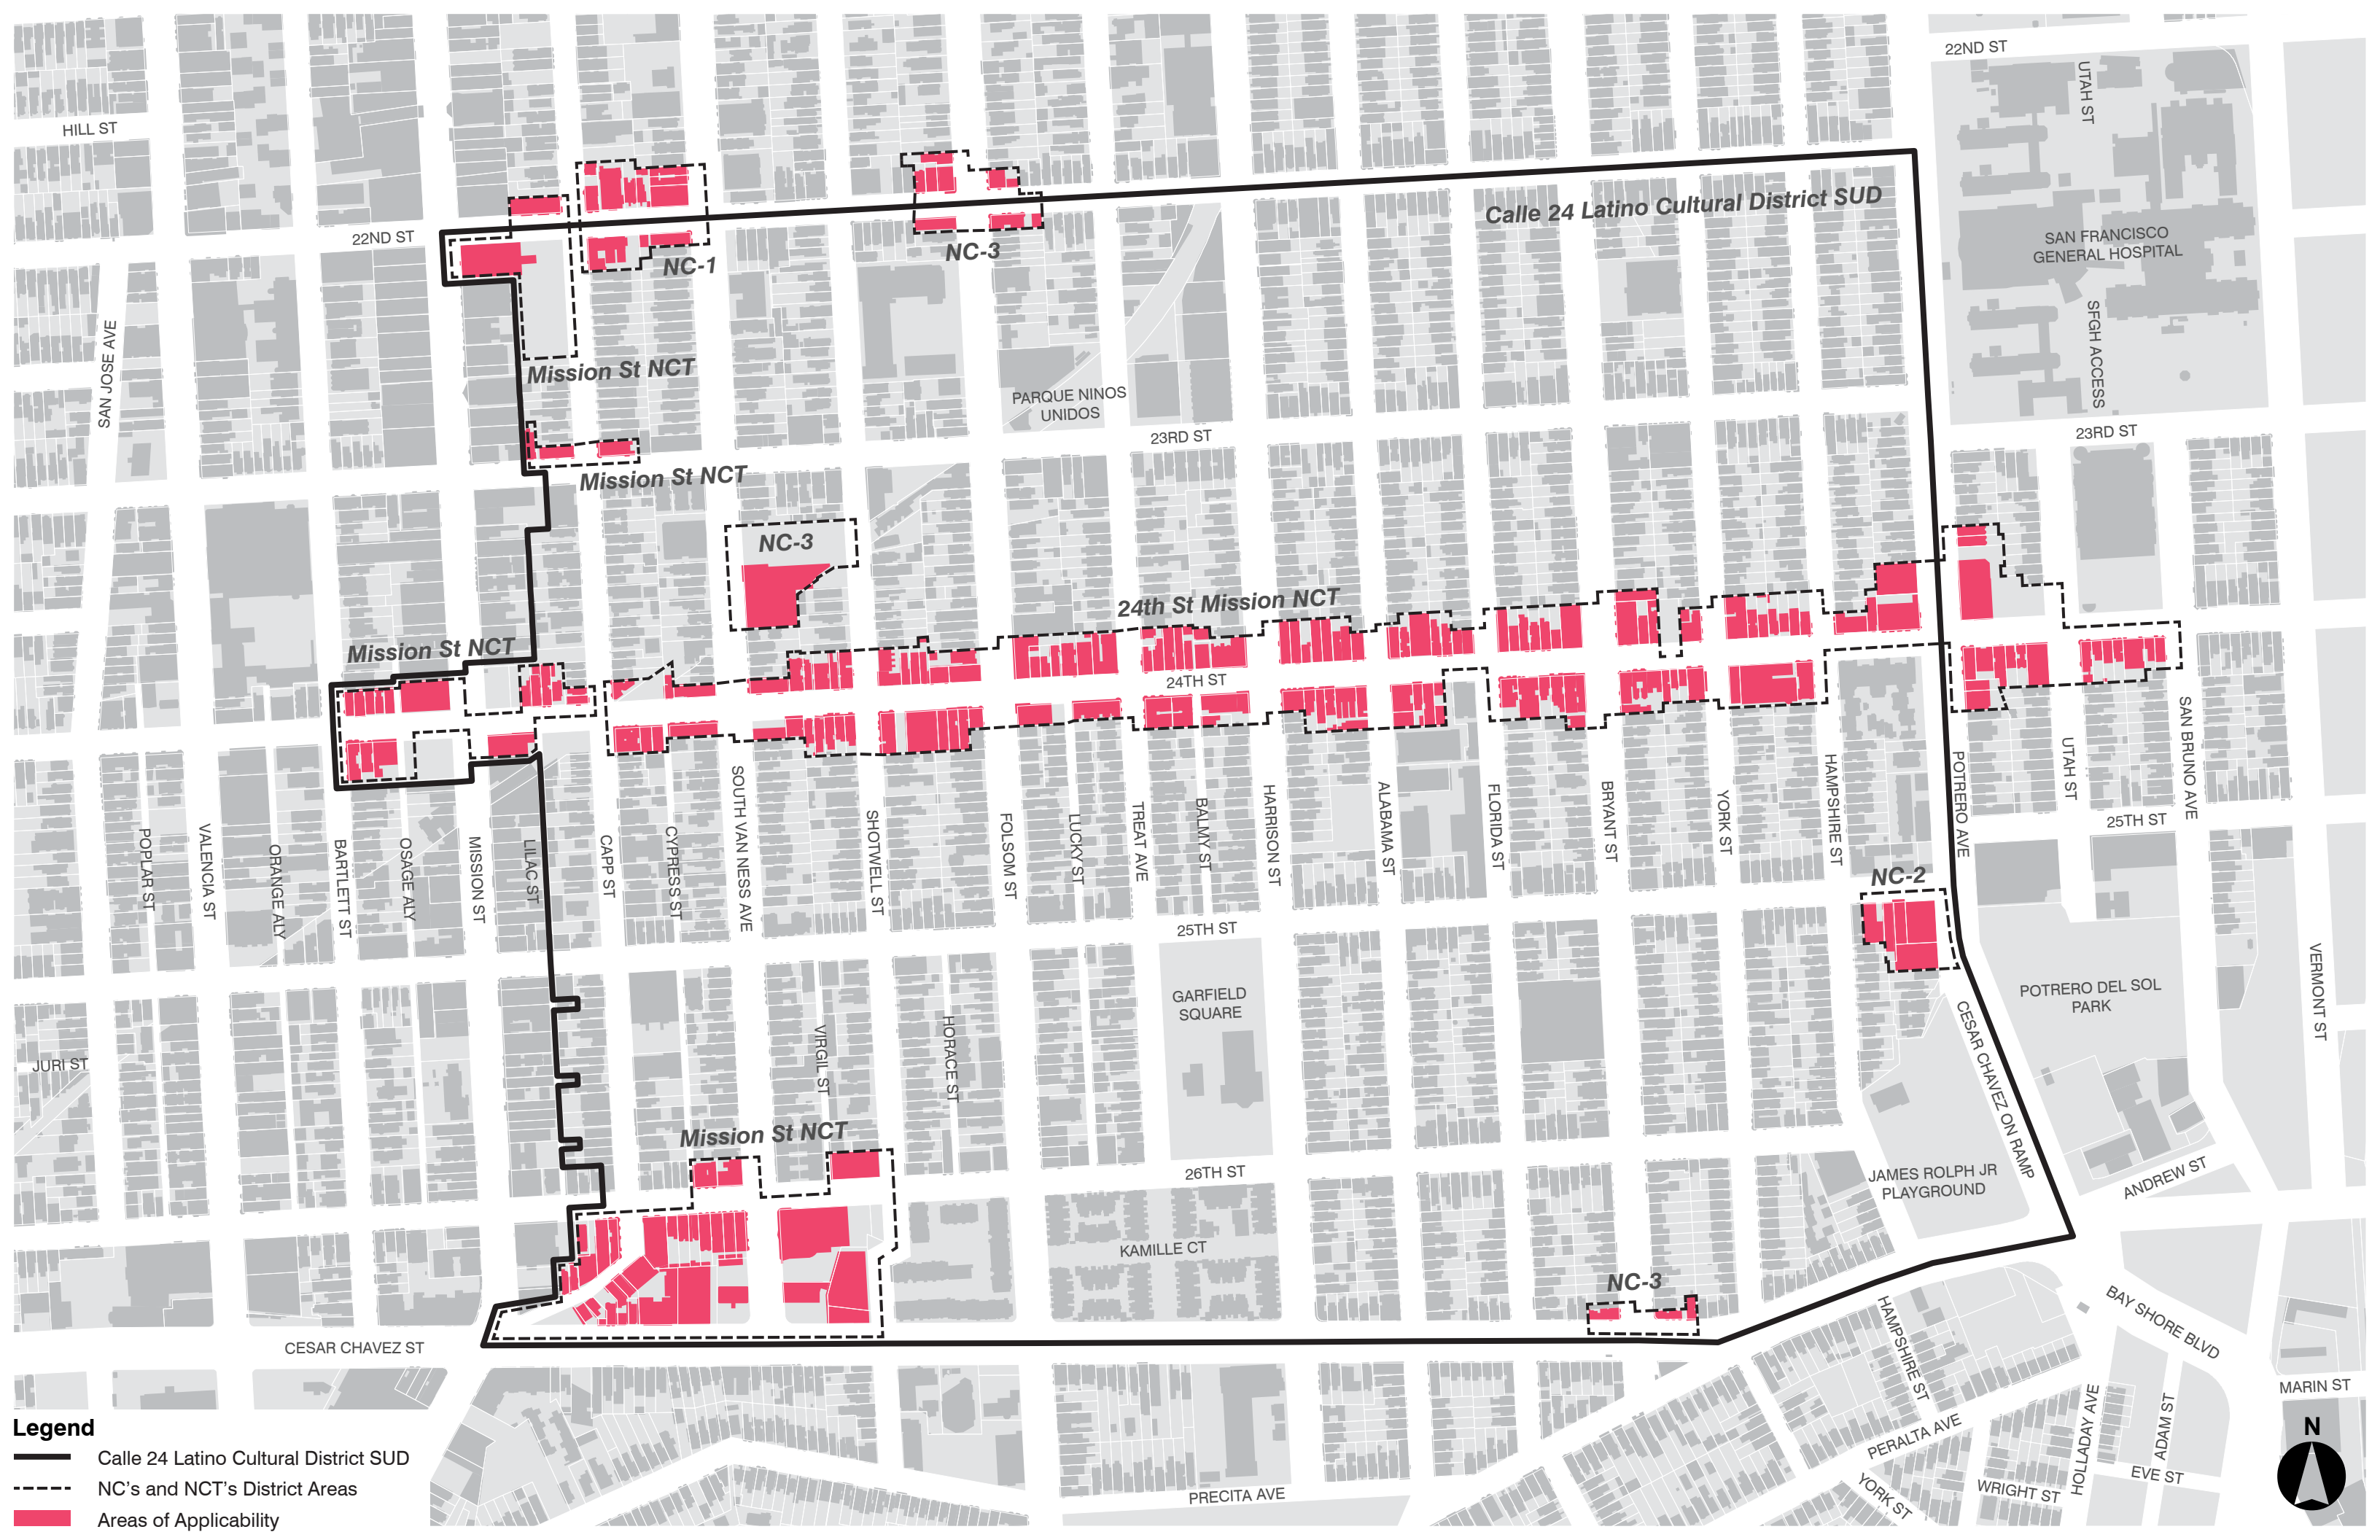 22ND ST
UTAH ST
HILL ST
Calle 24 Latino Cultural District SUD
22ND ST
SAN FRANCISCO
GENERAL HOSPITAL
NC-3
NC-1
SAN JOSE AVE
SFGH ACCESS
Mission St NCT
PARQUE NINOS
UNIDOS
23RD ST
23RD ST
Mission St NCT
NC-3
24th St Mission NCT
Mission St NCT
24TH ST
SAN BRUNO AVE
UTAH ST
POTRERO AVE
POPLAR ST
VALENCIA ST
ORANGE ALY
BARTLETT ST
OSAGE ALY
MISSION ST
LILAC ST
CAPP ST
CYPRESS ST
SOUTH VAN NESS AVE
SHOTWELL ST
FOLSOM ST
LUCKY ST
TREAT AVE
BALMY ST
HARRISON ST
ALABAMA ST
FLORIDA ST
BRYANT ST
YORK ST
HAMPSHIRE ST
25TH ST
NC-2
25TH ST
GARFIELD
SQUARE
POTRERO DEL SOL
PARK
VERMONT ST
JURI ST
VIRGIL ST
HORACE ST
CESAR CHAVEZ ON RAMP
Mission St NCT
26TH ST
JAMES ROLPH JR
PLAYGROUND
ANDREW ST
KAMILLE CT
NC-3
CESAR CHAVEZ ST
HAMPSHIRE ST
BAY SHORE BLVD
MARIN ST
PERALTA AVE
HOLLADAY AVE
ADAM ST
EVE ST
WRIGHT ST
YORK ST
PRECITA AVE
N
Legend
Calle 24 Latino Cultural District SUD
NC's and NCT's District Areas
Areas of Applicability